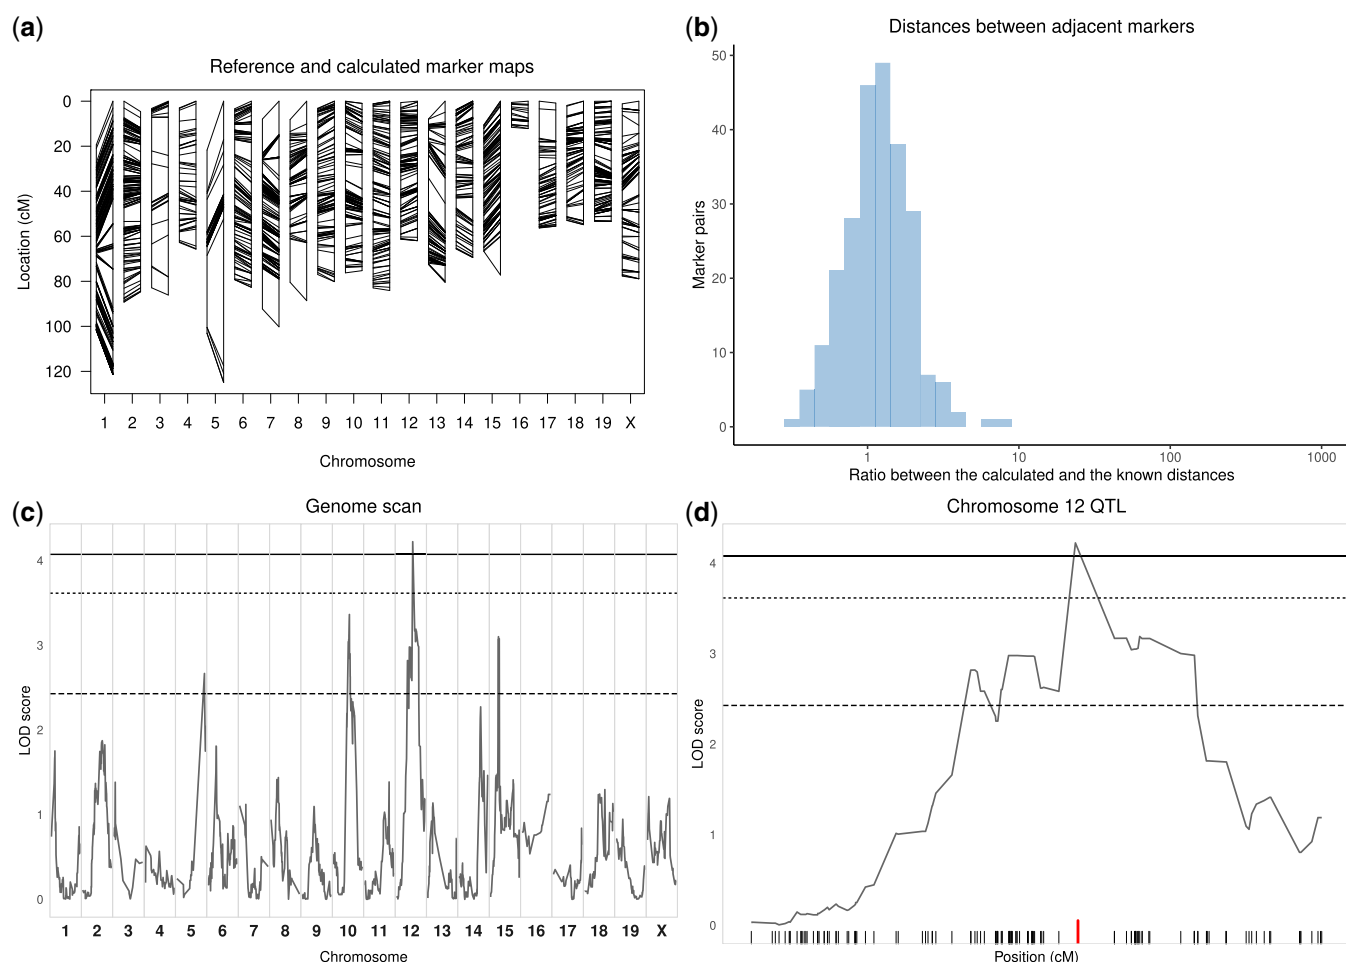 (a)
Reference and calculated marker maps
Location (cM)
0
20
40
60
80
100
120
1 2 3 4 5 6 7 8 9 10 11 12 13 14 15 16 17 18 19 X
Chromosome
(b)
Distances between adjacent markers
Marker pairs
50
40
30
20
10
0
1 10 100 1000
Ratio between the calculated and the known distances
(c)
Genome scan
LOD score
4
3
2
1
0
1 2 3 4 5 6 7 8 9 10 11 12 13 14 15 16 17 18 19 X
Chromosome
(d)
Chromosome 12 QTL
LOD score
4
3
2
1
0
Position (cM)